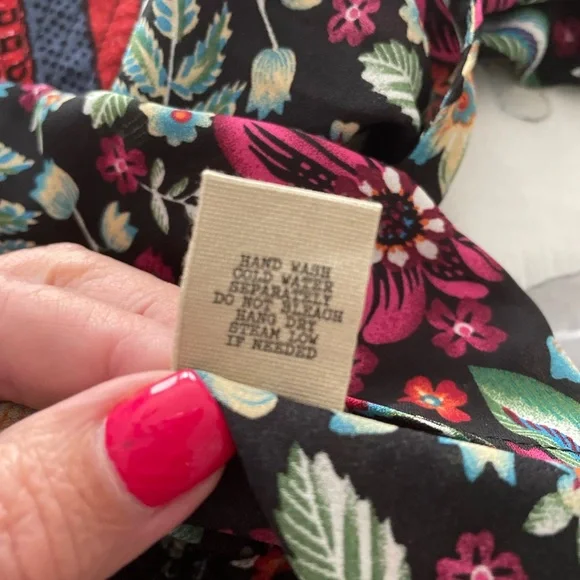 HAND WASH
COLD WATER
SEPARATELY
DO NOT BLEACH
HANG DRY
STEAM LOW
IF NEEDED